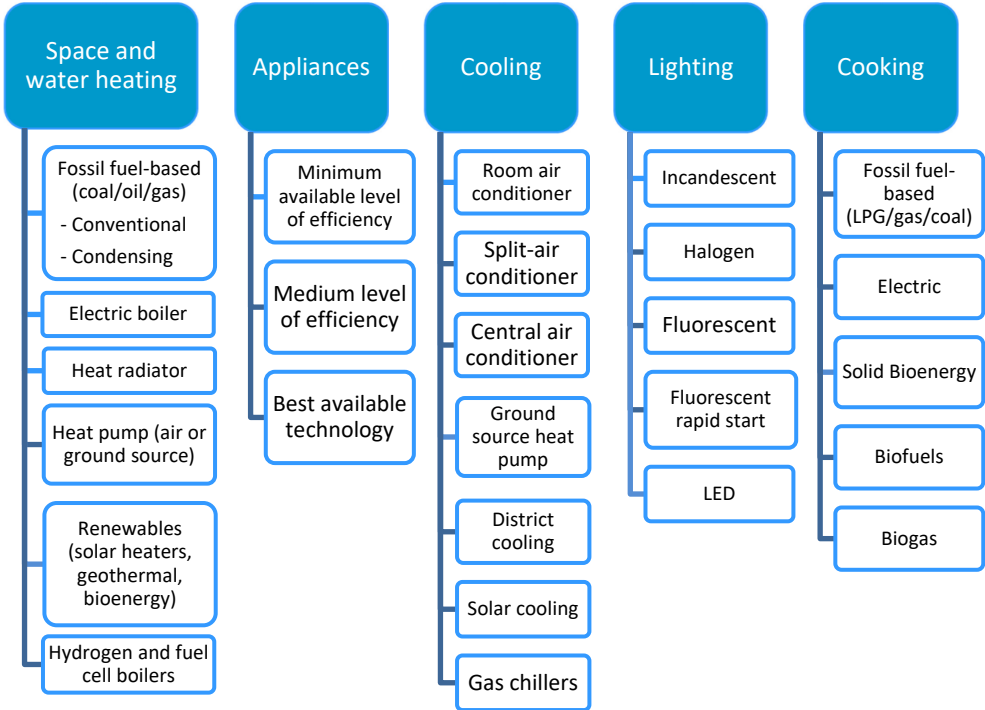 Space and
water heating
Fossil fuel-based
(coal/oil/gas)
- Conventional
- Condensing
Electric boiler
Heat radiator
Heat pump (air or
ground source)
Renewables
(solar heaters,
geothermal,
bioenergy)
Hydrogen and fuel
cell boilers
Appliances
Minimum
available level
of efficiency
Medium level
of efficiency
Best available
technology
Cooling
Room air
conditioner
Split-air
conditioner
Central air
conditioner
Ground
source heat
pump
District
cooling
Solar cooling
Gas chillers
Lighting
Incandescent
Halogen
Fluorescent
Fluorescent
rapid start
LED
Cooking
Fossil fuel-
based
(LPG/gas/coal)
Electric
Solid Bioenergy
Biofuels
Biogas